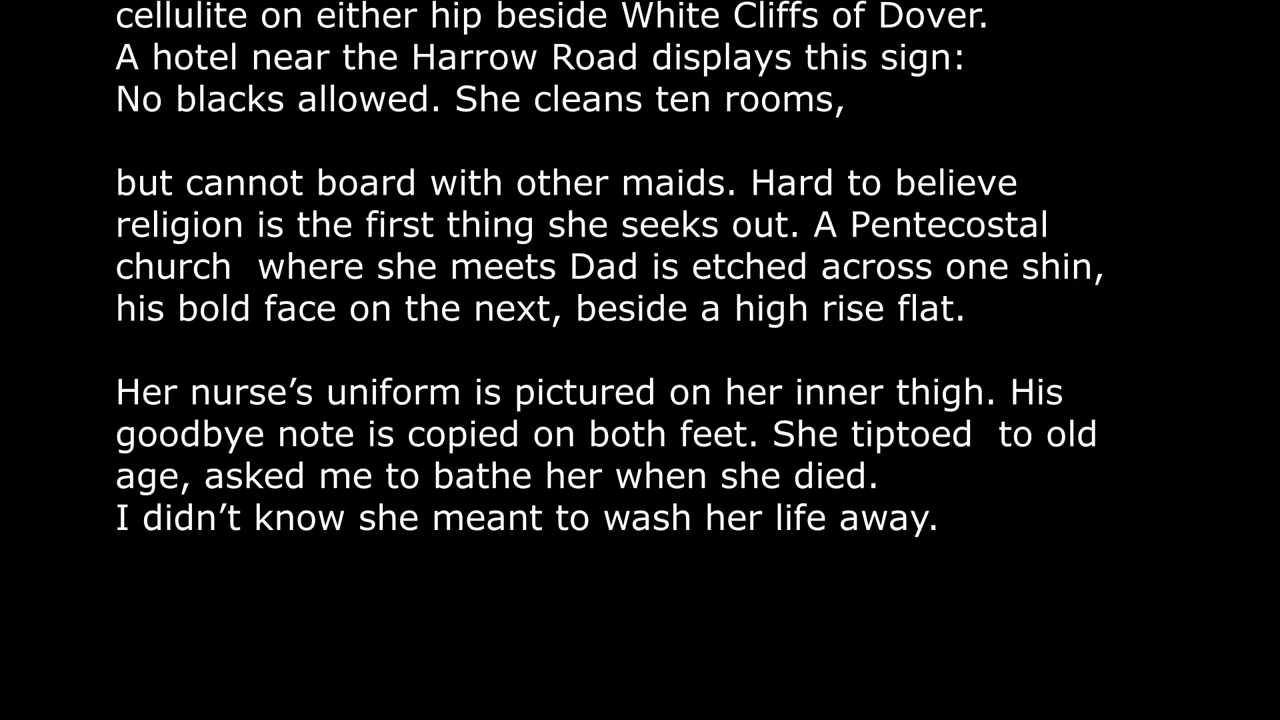 cellulite on either hip beside White Cliffs of Dover.
A hotel near the Harrow Road displays this sign:
No blacks allowed. She cleans ten rooms,
but cannot board with other maids. Hard to believe
religion is the first thing she seeks out. A Pentecostal
church  where she meets Dad is etched across one shin,
his bold face on the next, beside a high rise flat.
Her nurse’s uniform is pictured on her inner thigh. His
goodbye note is copied on both feet. She tiptoed  to old
age, asked me to bathe her when she died.
I didn’t know she meant to wash her life away.